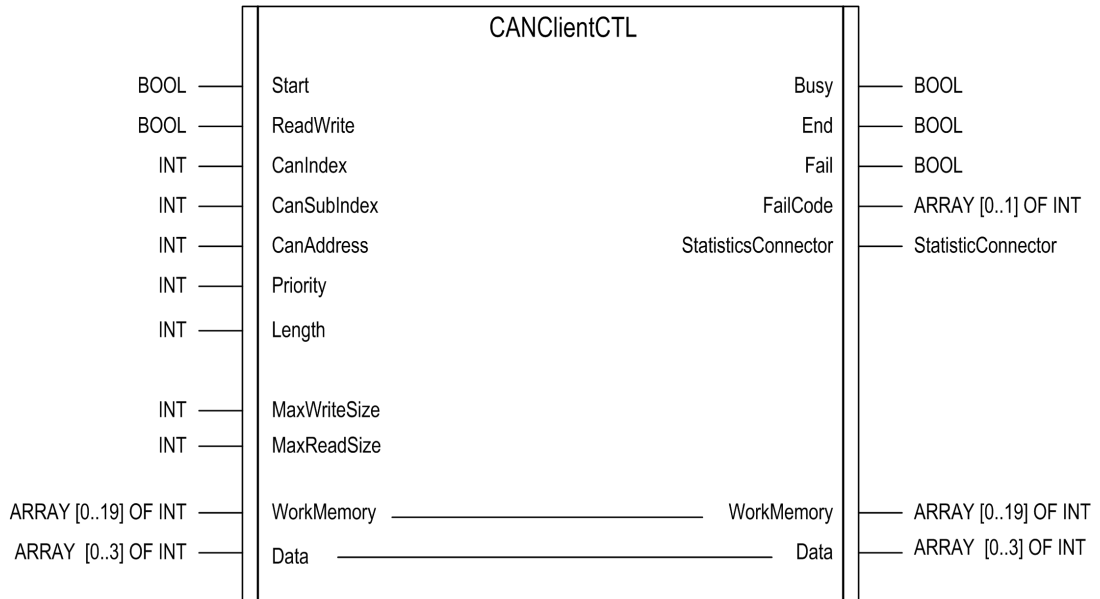 CANClientCTL
BOOL Start Busy BOOL
BOOL ReadWrite End BOOL
INT CanIndex Fail BOOL
INT CanSubIndex FailCode ARRAY [0..1] OF INT
INT CanAddress StatisticsConnector StatisticConnector
INT Priority
INT Length
INT MaxWriteSize
INT MaxReadSize
ARRAY [0..19] OF INT WorkMemory WorkMemory ARRAY [0..19] OF INT
ARRAY [0..3] OF INT Data Data ARRAY [0..3] OF INT